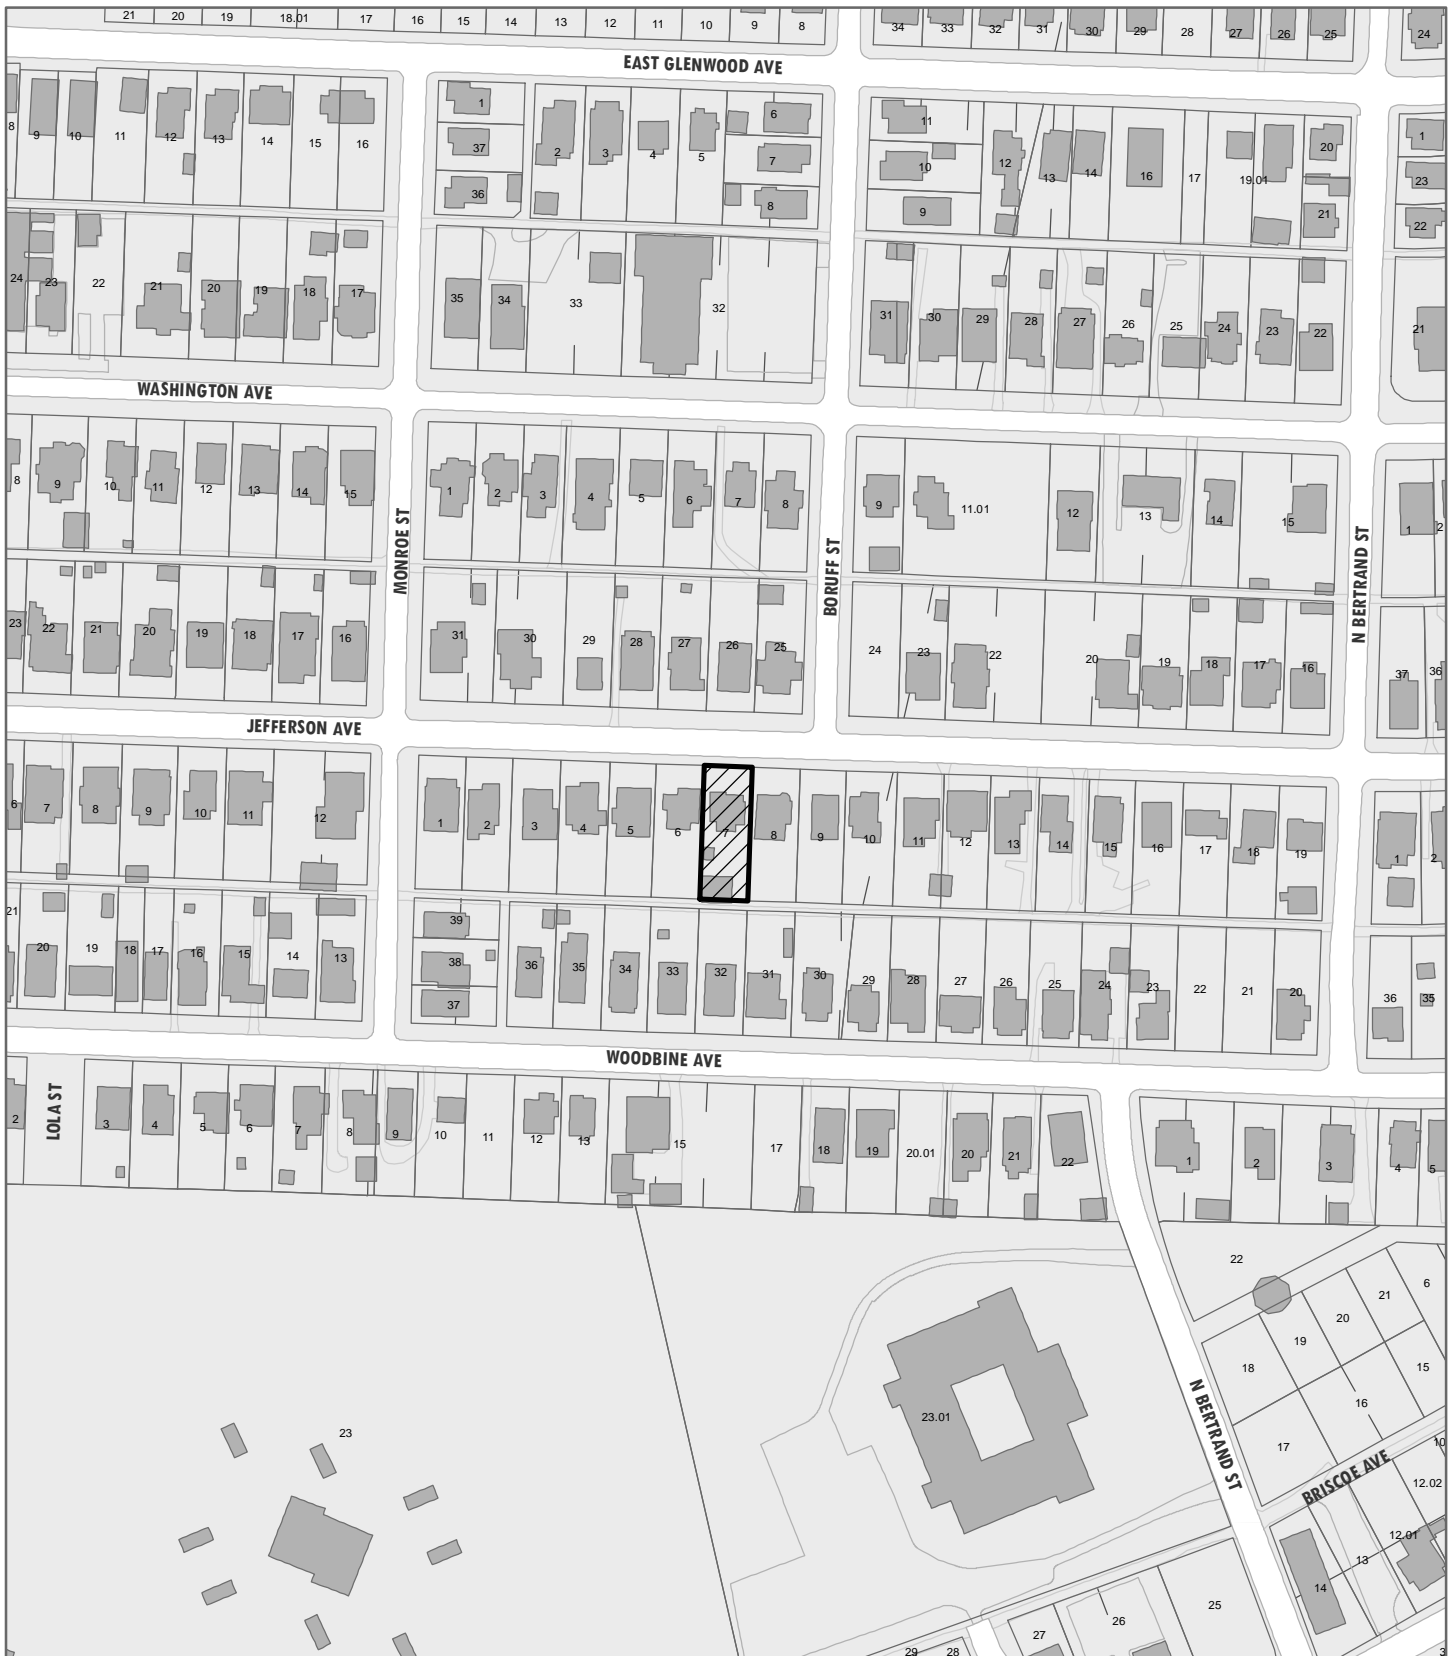 21 20 19 18.01 17 16 15 14 13 12 11 10 9 8 34 33 32 31 30 29 28 27 26 25 24
EAST GLENWOOD AVE
8 9 10 11 12 13 14 15 16
1
37
36
2 3 4 5
6
7
8
11
10
9
12 13 14 16 17 19.01
20
21
1
23
22
24 23 22 21 20 19 18 17
35 34 33 32
31 30 29 28 27 26 25 24 23 22
21
WASHINGTON AVE
8 9 10 11 12 13 14 15
1 2 3 4 5 6 7 8
9 11.01 12 13 14 15
1 2
MONROE ST
BORUFF ST
N BERTRAND ST
23 22 21 20 19 18 17 16
31 30 29 28 27 26 25
24 23 22 20 19 18 17 16
37 36
JEFFERSON AVE
6 7 8 9 10 11 12
1 2 3 4 5 6 7 8 9 10 11 12 13 14 15 16 17 18 19
1 2
21 20 19 18 17 16 15 14 13
39
38
37
36 35 34 33 32 31 30 29 28 27 26 25 24 23 22 21 20
36 35
WOODBINE AVE
LOLA ST
2 3 4 5 6 7 8 9 10 11 12 13 15 17 18 19 20.01 20 21 22
1 2 3 4 5
22
6
21
20
19
18
15
16
17
23
23.01
N BERTRAND ST
BRISCOE AVE
10
12.02
12.01
13
14
25
26
27
28
29
3